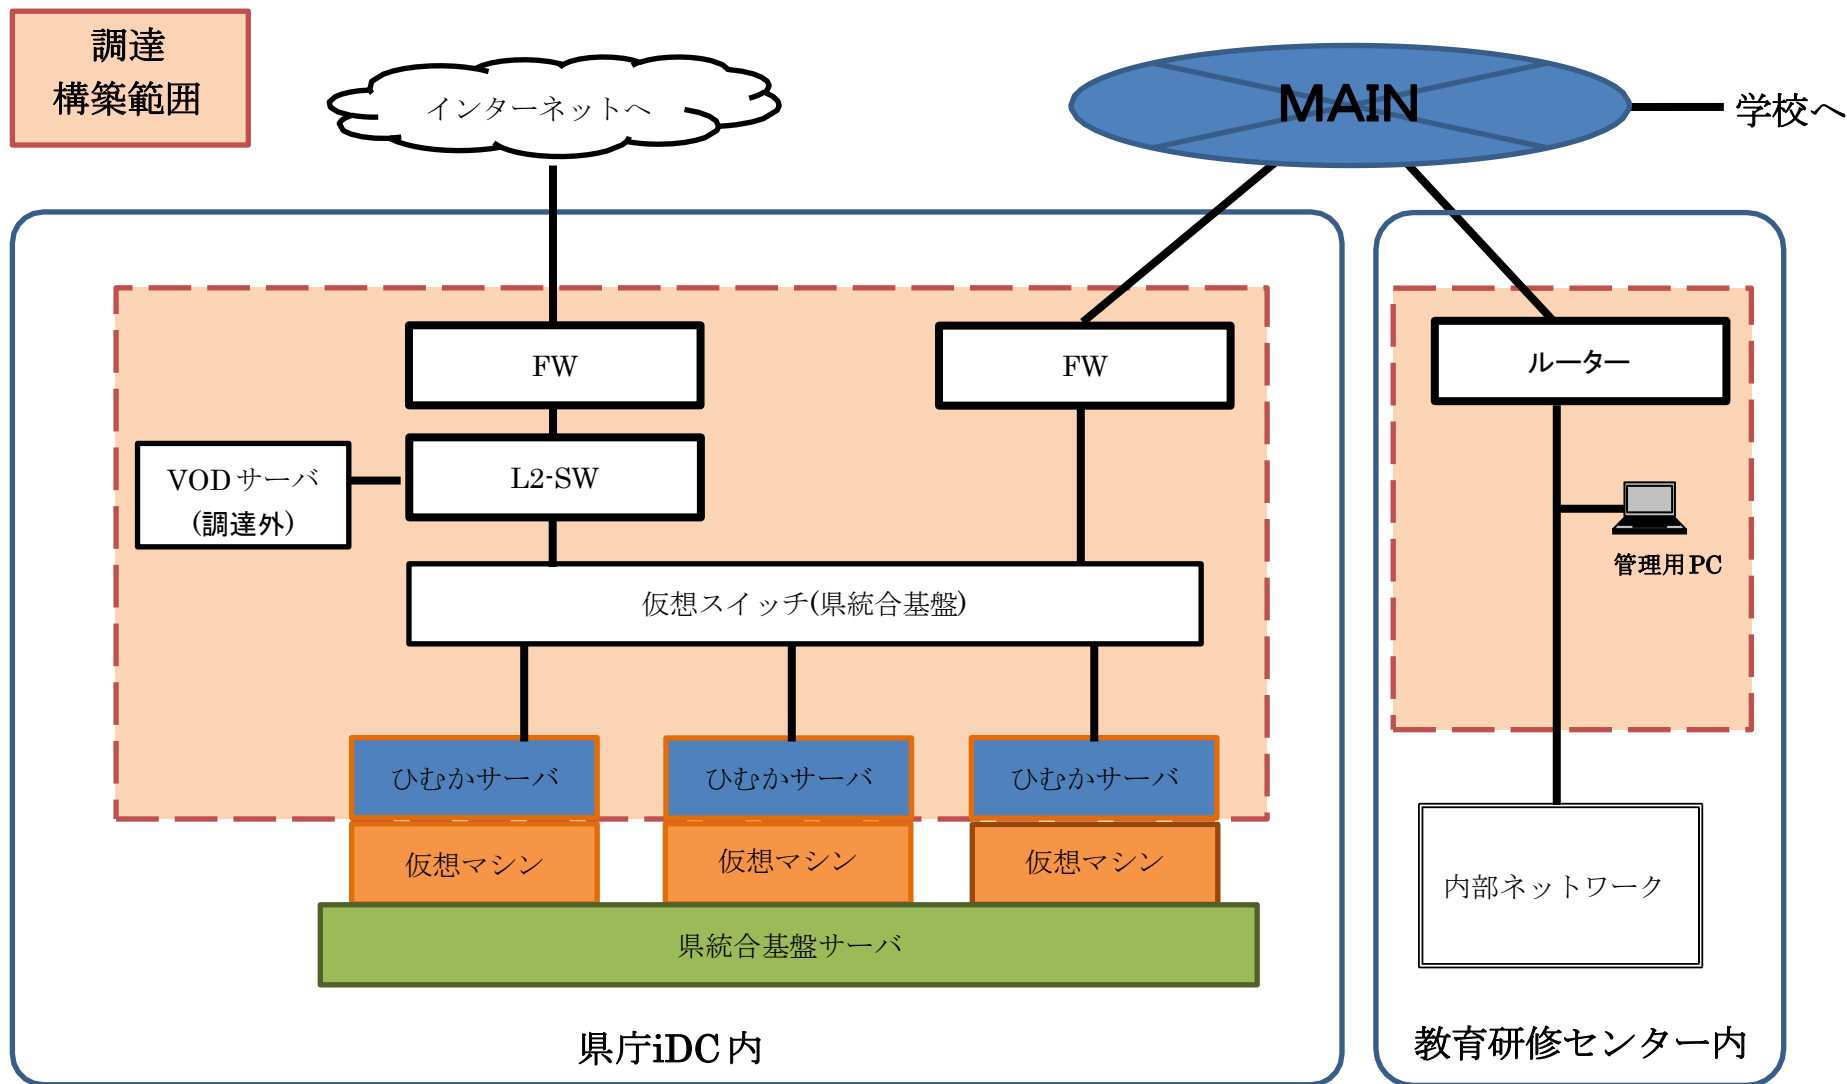 調達
構築範囲
インターネットへ
MAIN
学校へ
FW
FW
ルーター
VODサーバ
(調達外)
L2-SW
管理用PC
仮想スイッチ(県統合基盤)
ひむかサーバ
ひむかサーバ
ひむかサーバ
仮想マシン
仮想マシン
仮想マシン
内部ネットワーク
県統合基盤サーバ
県庁iDC内
教育研修センター内